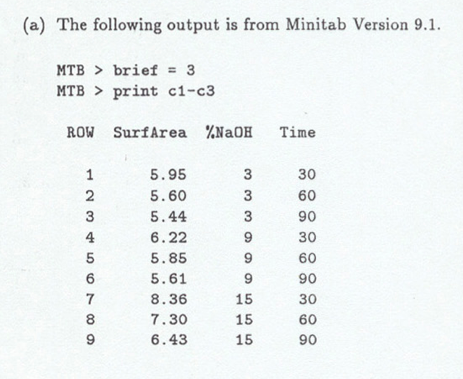 (a) The following output is from Minitab Version 9.1.
MTB > brief = 3
MTB > print c1-c3
ROW SurfArea %NaOH Time
1 5.95 3 30
2 5.60 3 60
3 5.44 3 90
4 6.22 9 30
5 5.85 9 60
6 5.61 9 90
7 8.36 15 30
8 7.30 15 60
9 6.43 15 90